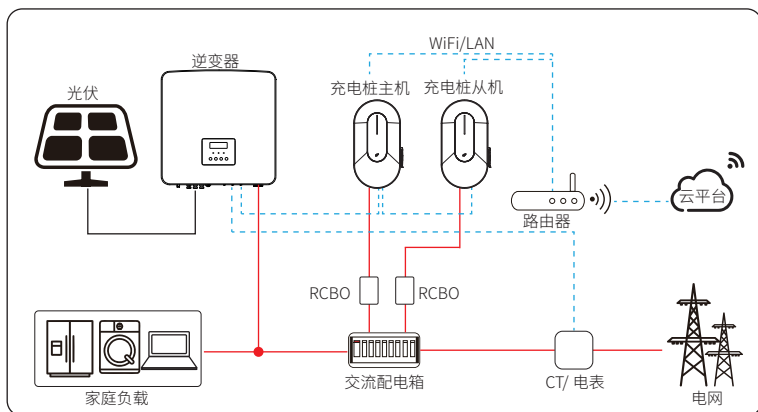 WiFi/LAN
逆变器
光伏
充电桩主机
充电桩从机
云平台
路由器
RCBO
RCBO
家庭负载
交流配电箱
CT/ 电表
电网